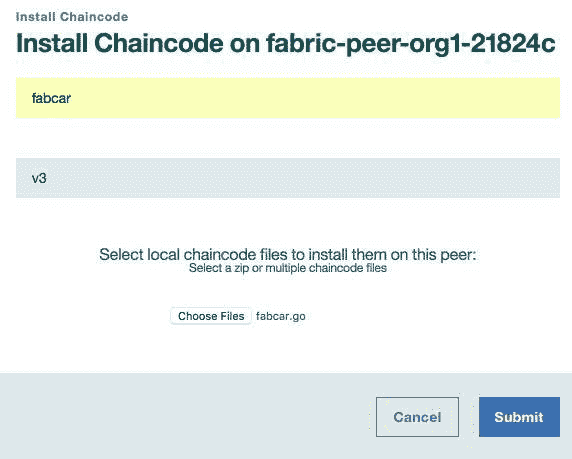 Install Chaincode
Install Chaincode on fabric-peer-org1-21824c
fabcar
v3
Select local chaincode files to install them on this peer:
Select a zip or multiple chaincode files
Choose Files fabcar.go
Cancel Submit